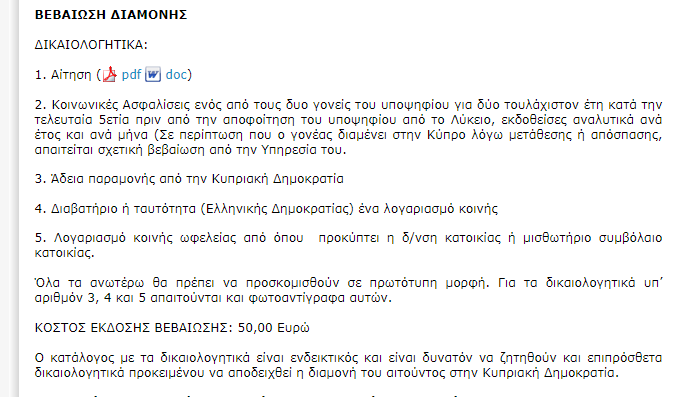 ΒΕΒΑΙΩΣΗ ΔΙΑΜΟΝΗΣ
ΔΙΚΑΙΟΛΟΓΗΤΙΚΑ:
1. Αίτηση ( pdf doc)
2. Κοινωνικές Ασφαλίσεις ενός από τους δυο γονείς του υποψηφίου για δύο τουλάχιστον έτη κατά την
τελευταία 5ετία πριν από την αποφοίτηση του υποψηφίου από το Λύκειο, εκδοθείσες αναλυτικά ανά
έτος και ανά μήνα (Σε περίπτωση που ο γονέας διαμένει στην Κύπρο λόγω μετάθεσης ή απόσπασης,
απαιτείται σχετική βεβαίωση από την Υπηρεσία του.
3. Άδεια παραμονής από την Κυπριακή Δημοκρατία
4. Διαβατήριο ή ταυτότητα (Ελληνικής Δημοκρατίας) ένα λογαριασμό κοινής
5. Λογαριασμό κοινής ωφελείας από όπου προκύπτει η δ/νση κατοικίας ή μισθωτήριο συμβόλαιο
κατοικίας.
Όλα τα ανωτέρω θα πρέπει να προσκομισθούν σε πρωτότυπη μορφή. Για τα δικαιολογητικά υπ’
αριθμόν 3, 4 και 5 απαιτούνται και φωτοαντίγραφα αυτών.
ΚΟΣΤΟΣ ΕΚΔΟΣΗΣ ΒΕΒΑΙΩΣΗΣ: 50,00 Ευρώ
Ο κατάλογος με τα δικαιολογητικά είναι ενδεικτικός και είναι δυνατόν να ζητηθούν και επιπρόσθετα
δικαιολογητικά προκειμένου να αποδειχθεί η διαμονή του αιτούντος στην Κυπριακή Δημοκρατία.